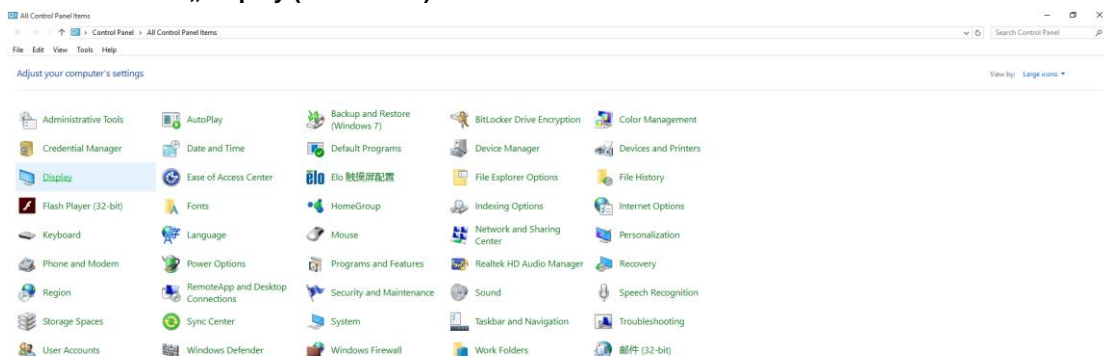 All Control Panel Items
Control Panel > All Control Panel Items
Search Control Panel
File Edit View Tools Help
Adjust your computer's settings
View by: Large icons
Administrative Tools
AutoPlay
Backup and Restore
(Windows 7)
BitLocker Drive Encryption
Color Management
Credential Manager
Date and Time
Default Programs
Device Manager
Devices and Printers
Display
Ease of Access Center
elo Elo 触摸屏配置
File Explorer Options
File History
Flash Player (32-bit)
Fonts
HomeGroup
Indexing Options
Internet Options
Keyboard
Language
Mouse
Network and Sharing
Center
Personalization
Phone and Modem
Power Options
Programs and Features
Realtek HD Audio Manager
Recovery
Region
RemoteApp and Desktop
Connections
Security and Maintenance
Sound
Speech Recognition
Storage Spaces
Sync Center
System
Taskbar and Navigation
Troubleshooting
User Accounts
Windows Defender
Windows Firewall
Work Folders
邮件 (32-bit)